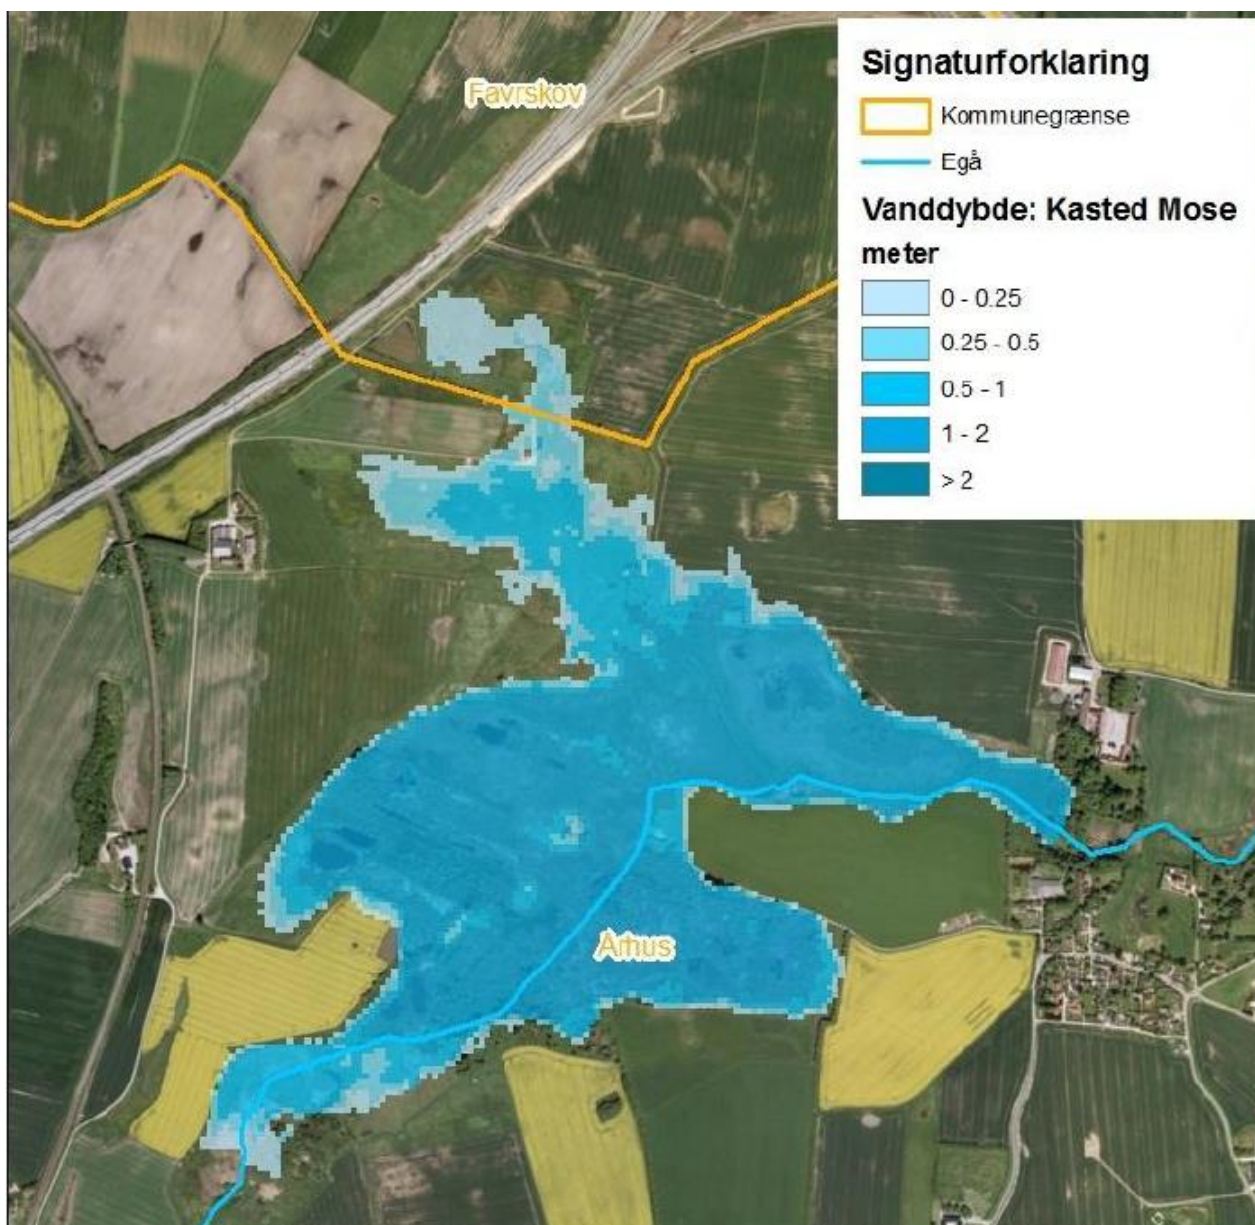 Favrskov
Signaturforklaring
Kommunegrænse
Egå
Vanddybde: Kasted Mose
meter
0 - 0.25
0.25 - 0.5
0.5 - 1
1 - 2
> 2
Århus